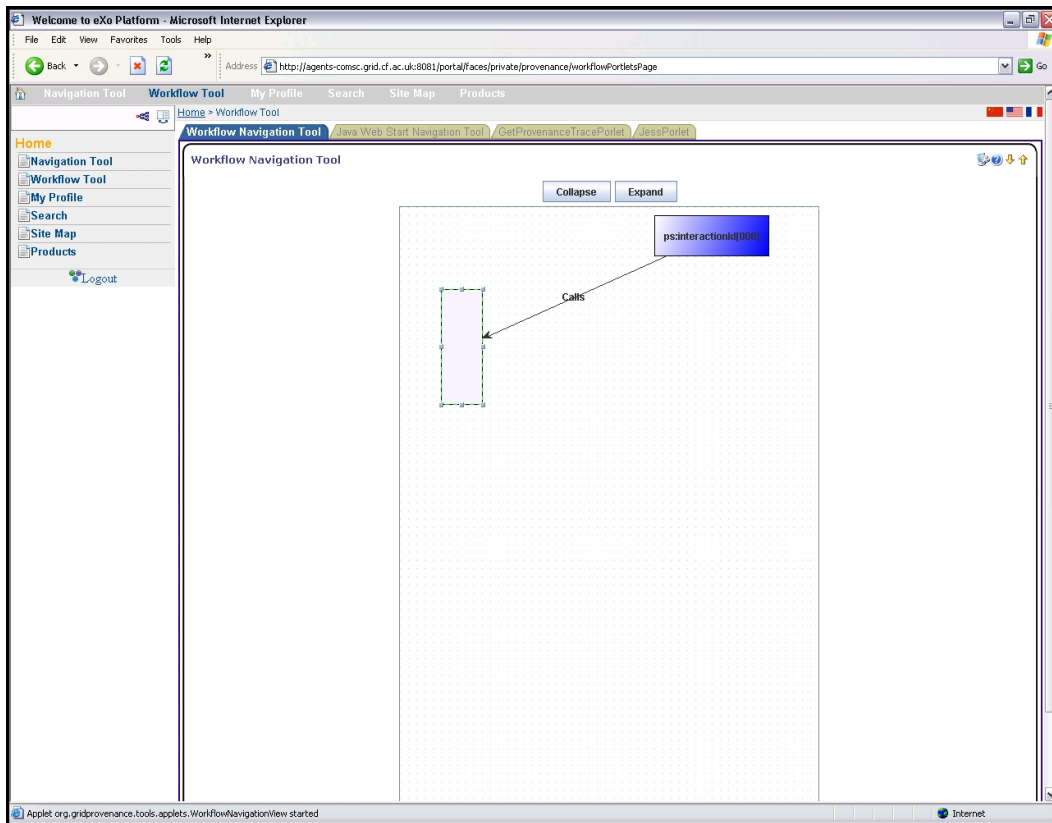 Welcome to eXo Platform - Microsoft Internet Explorer
File Edit View Favorites Tools Help
Back » Address http://agents-comsc.grid.cf.ac.uk:8081/portal/faces/private/provenance/workflowPortletsPage Go
Navigation Tool Workflow Tool My Profile Search Site Map Products
Home > Workflow Tool
Workflow Navigation Tool Java Web Start Navigation Tool GetProvenanceTracePorlet JessPorlet
Home
Navigation Tool
Workflow Tool
My Profile
Search
Site Map
Products
Logout
Workflow Navigation Tool
Collapse Expand
ps:interactionId[000]
Calls
Applet org.gridprovenance.tools.applets.WorkflowNavigationView started Internet